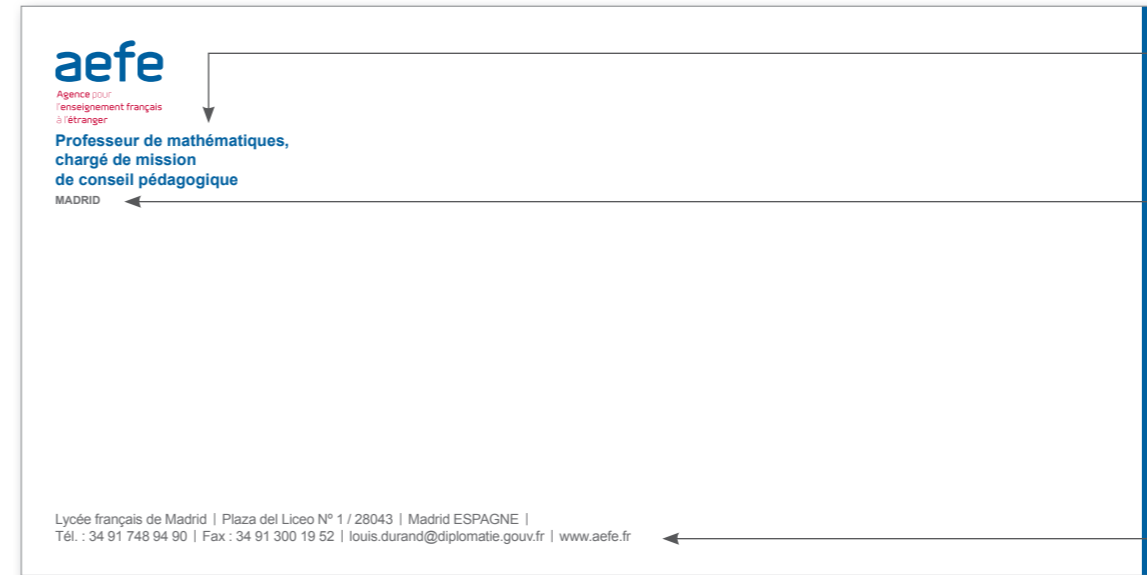 aefe
Agence pour
l'enseignement français
à l'étranger
Professeur de mathématiques,
chargé de mission
de conseil pédagogique
MADRID
Lycée français de Madrid | Plaza del Liceo Nº 1 / 28043 | Madrid ESPAGNE |
Tél. : 34 91 748 94 90 | Fax : 34 91 300 19 52 | louis.durand@diplomatie.gouv.fr | www.aefe.fr